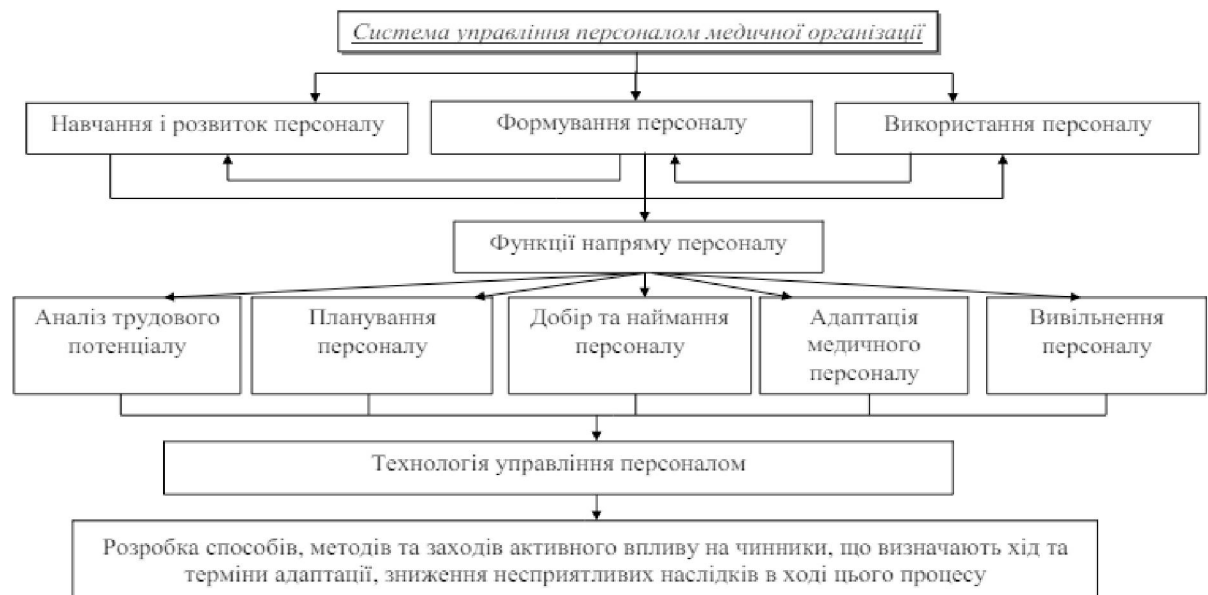 Система управління персоналом медичної організації
Навчання і розвиток персоналу
Формування персоналу
Використання персоналу
Функції напряму персоналу
Аналіз трудового
потенціалу
Планування
персоналу
Добір та наймання
персоналу
Адаптація
медичного
персоналу
Вивільнення
персоналу
Технологія управління персоналом
Розробка способів, методів та заходів активного впливу на чинники, що визначають хід та
терміни адаптації, зниження несприятливих наслідків в ході цього процесу